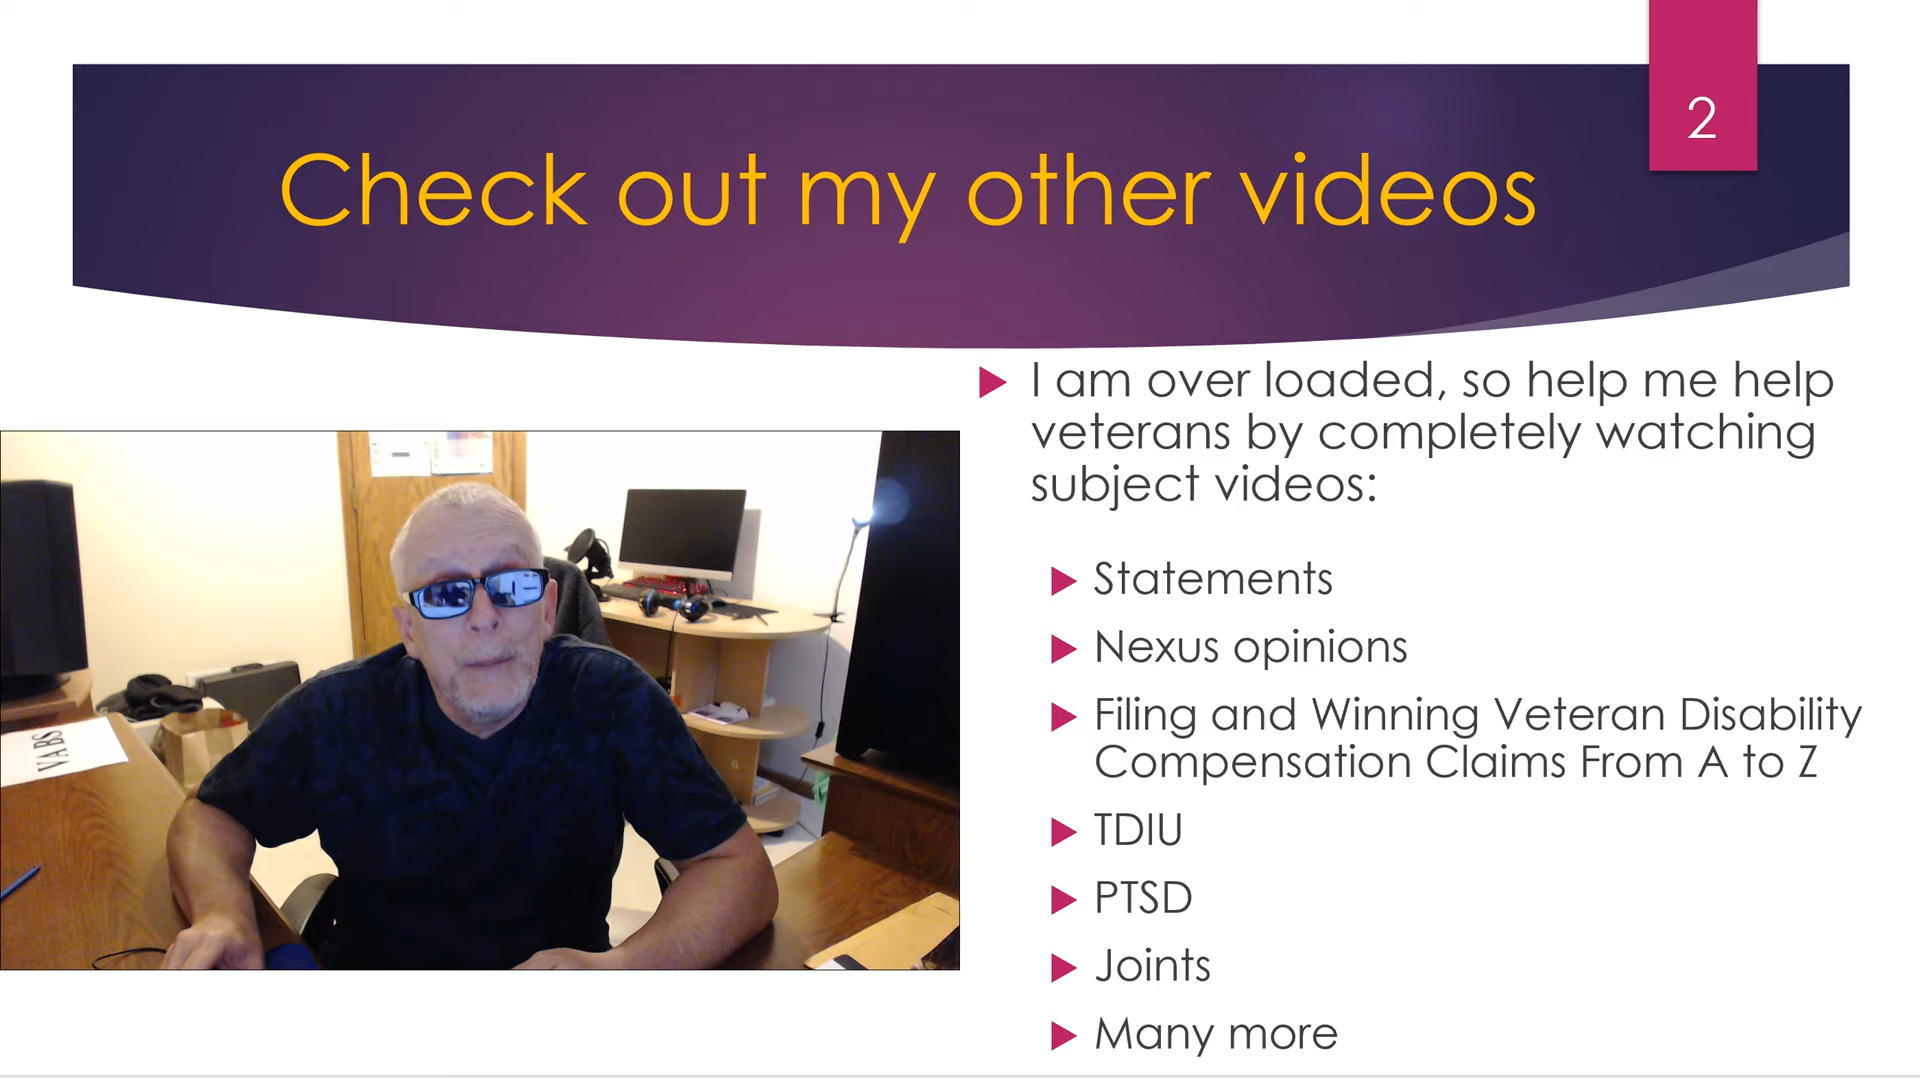 2
Check out my other videos
I am over loaded, so help me help
veterans by completely watching
subject videos:
Statements
Nexus opinions
Filing and Winning Veteran Disability
Compensation Claims From A to Z
TDIU
PTSD
Joints
Many more
VA BS